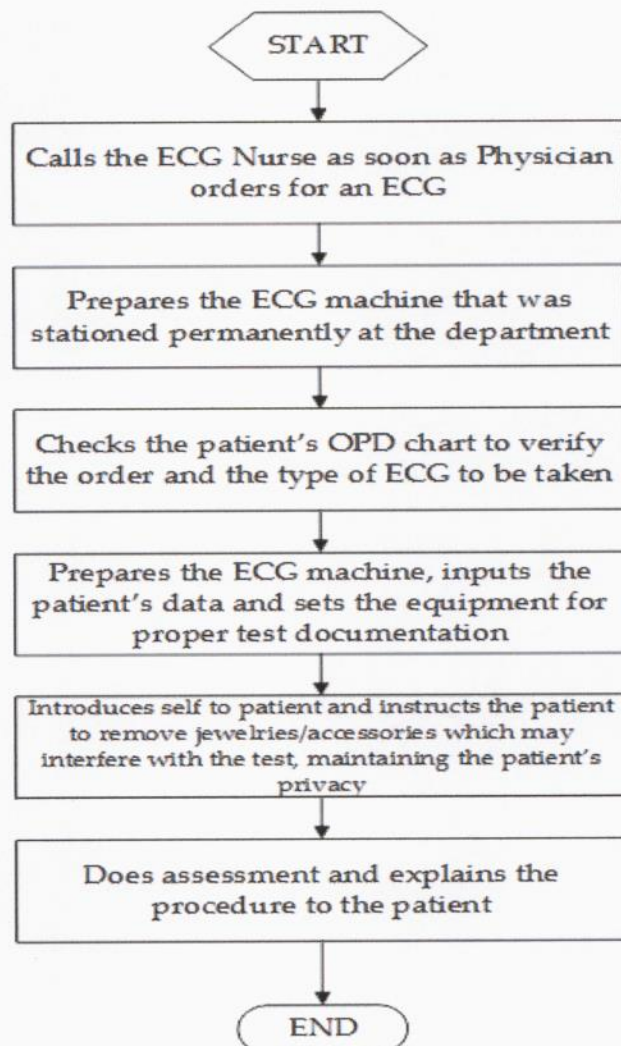 START
Calls the ECG Nurse as soon as Physician
orders for an ECG
Prepares the ECG machine that was
stationed permanently at the department
Checks the patient's OPD chart to verify
the order and the type of ECG to be taken
Prepares the ECG machine, inputs the
patient's data and sets the equipment for
proper test documentation
Introduces self to patient and instructs the patient
to remove jewelries/accessories which may
interfere with the test, maintaining the patient's
privacy
Does assessment and explains the
procedure to the patient
END